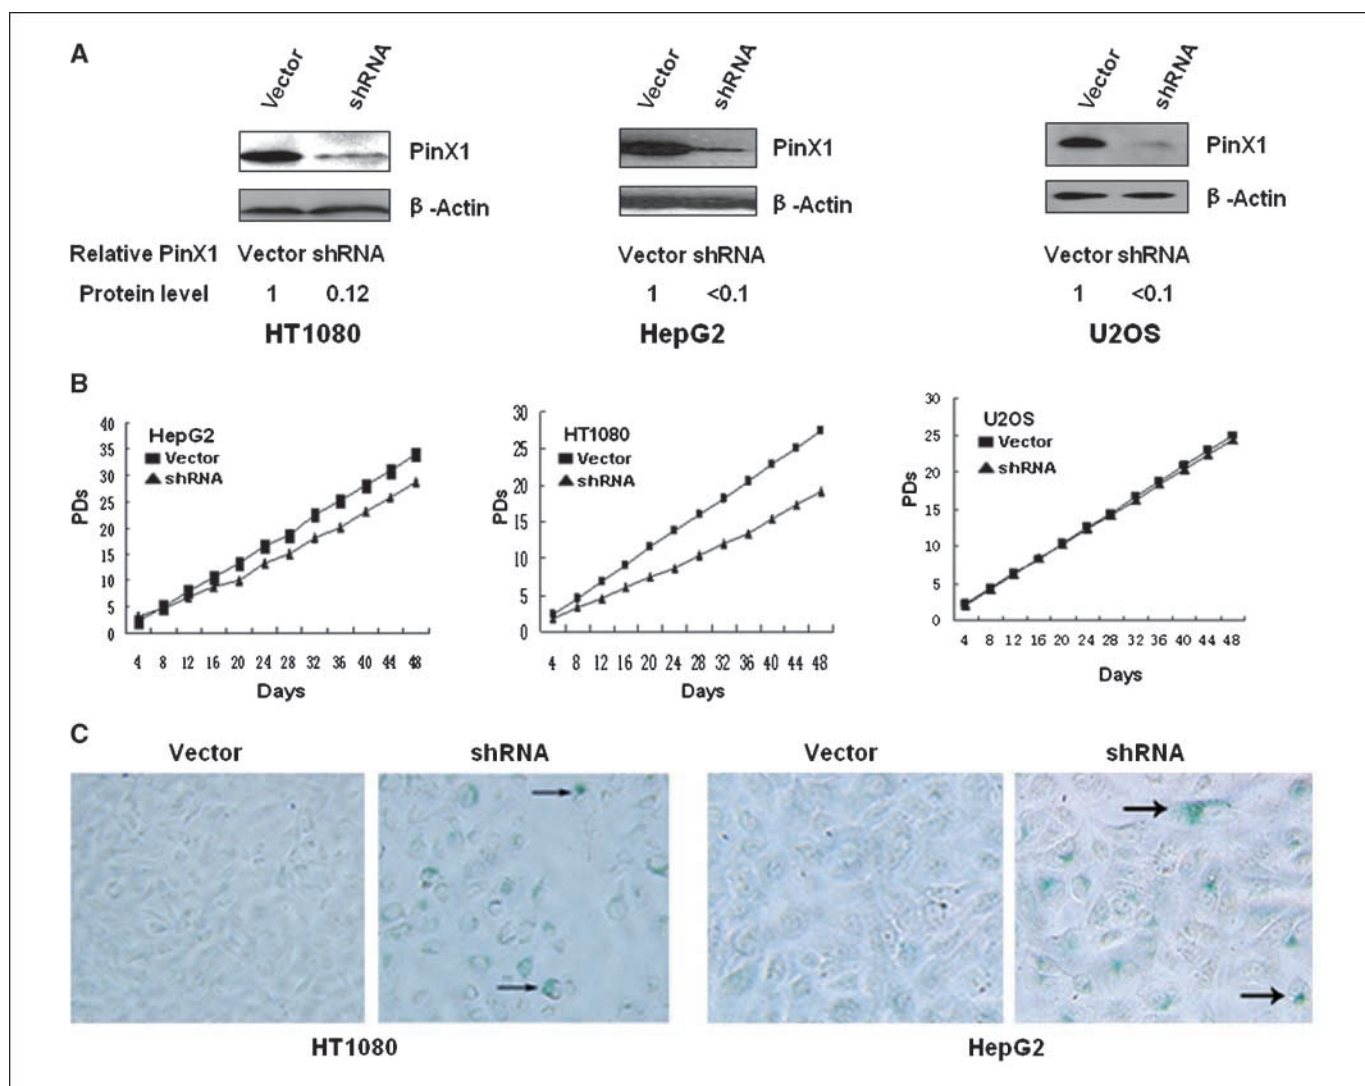 A
Vector shRNA Vector shRNA Vector shRNA
PinX1 PinX1 PinX1
β-Actin β-Actin β-Actin
Relative PinX1 Vector shRNA Vector shRNA Vector shRNA
Protein level 1 0.12 1 <0.1 1 <0.1
HT1080 HepG2 U2OS
B
HepG2
Vector
shRNA
PDs
40
35
30
25
20
15
10
5
0
4 8 12 16 20 24 28 32 36 40 44 48
Days
HT1080
Vector
shRNA
PDs
30
25
20
15
10
5
0
4 8 12 16 20 24 28 32 36 40 44 48
Days
U2OS
Vector
shRNA
PDs
30
25
20
15
10
5
0
4 8 12 16 20 24 28 32 36 40 44 48
Days
C
Vector shRNA Vector shRNA
HT1080 HepG2